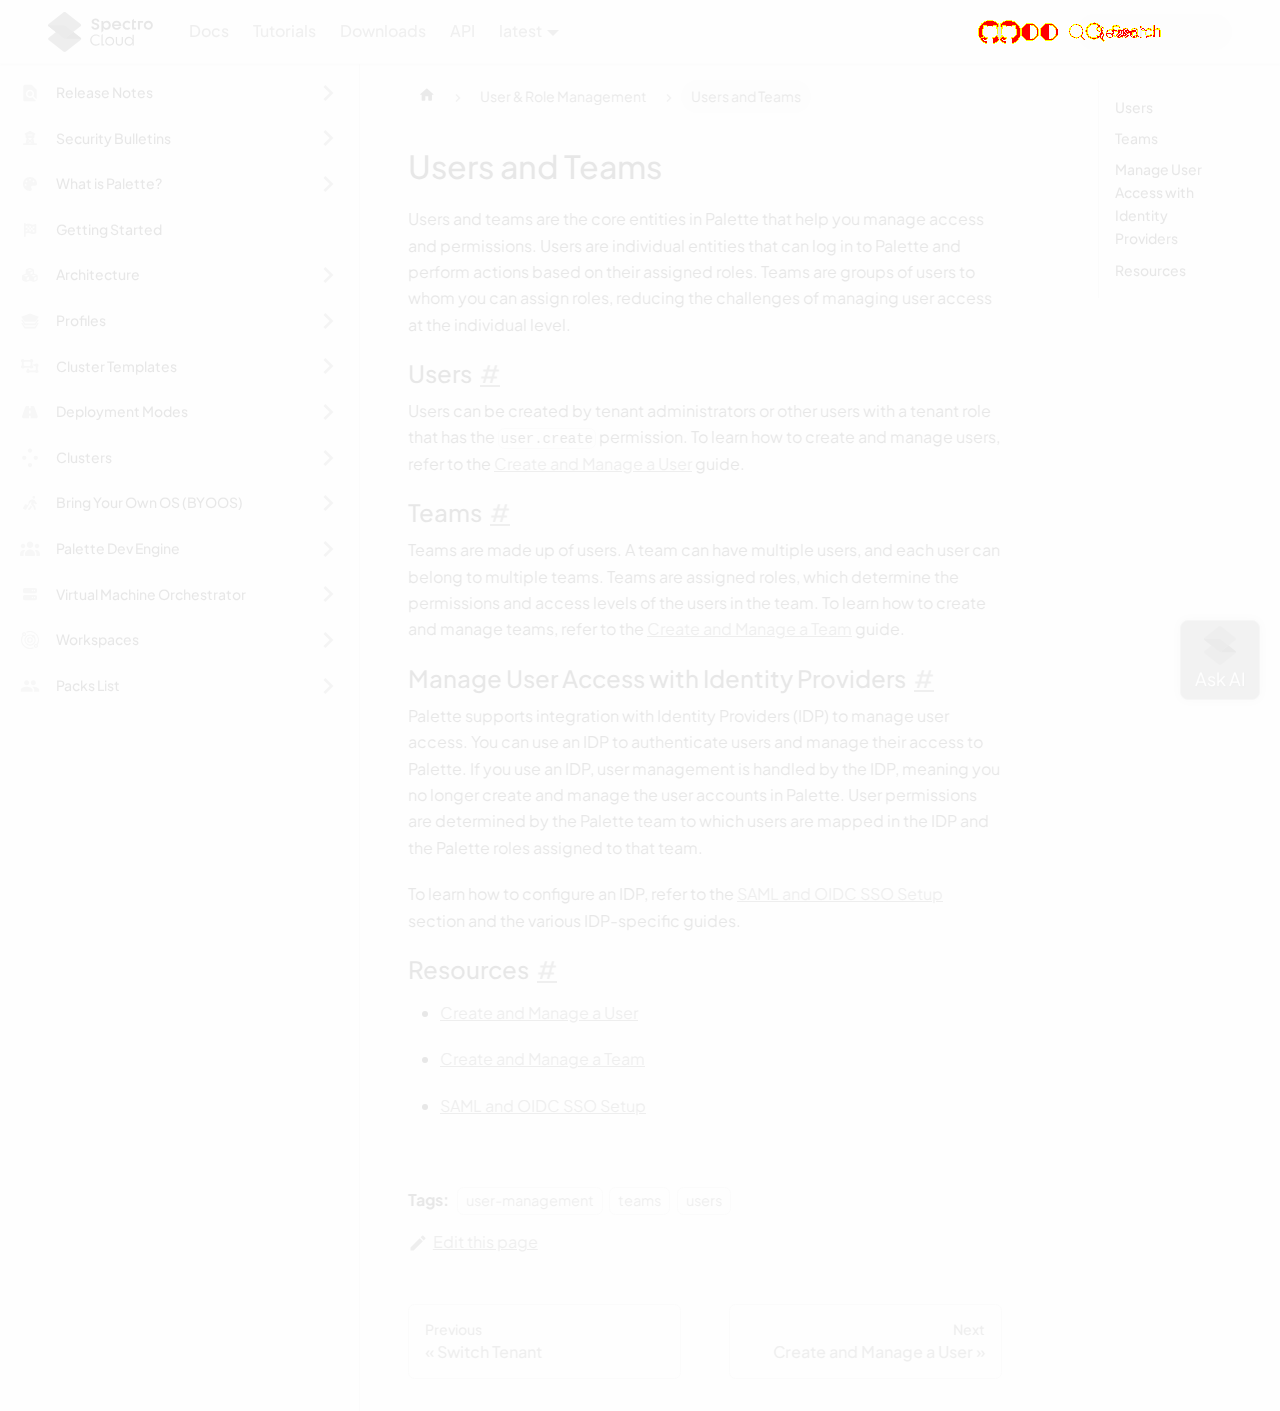 Spectro
Cloud
Docs
Tutorials
Downloads
API
latest
Search
Release Notes
Security Bulletins
What is Palette?
Getting Started
Architecture
Profiles
Cluster Templates
Deployment Modes
Clusters
Bring Your Own OS (BYOOS)
Palette Dev Engine
Virtual Machine Orchestrator
Workspaces
Packs List
User & Role Management
Users and Teams
Users and Teams
Users and teams are the core entities in Palette that help you manage access
and permissions. Users are individual entities that can log in to Palette and
perform actions based on their assigned roles. Teams are groups of users to
whom you can assign roles, reducing the challenges of managing user access
at the individual level.
Users #
Users can be created by tenant administrators or other users with a tenant role
that has the user.create permission. To learn how to create and manage users,
refer to the Create and Manage a User guide.
Teams #
Teams are made up of users. A team can have multiple users, and each user can
belong to multiple teams. Teams are assigned roles, which determine the
permissions and access levels of the users in the team. To learn how to create
and manage teams, refer to the Create and Manage a Team guide.
Manage User Access with Identity Providers #
Palette supports integration with Identity Providers (IDP) to manage user
access. You can use an IDP to authenticate users and manage their access to
Palette. If you use an IDP, user management is handled by the IDP, meaning you
no longer create and manage the user accounts in Palette. User permissions
are determined by the Palette team to which users are mapped in the IDP and
the Palette roles assigned to that team.
To learn how to configure an IDP, refer to the SAML and OIDC SSO Setup
section and the various IDP-specific guides.
Resources #
Create and Manage a User
Create and Manage a Team
SAML and OIDC SSO Setup
Tags: user-management teams users
Edit this page
Previous
« Switch Tenant
Next
Create and Manage a User »
Users
Teams
Manage User
Access with
Identity
Providers
Resources
Ask AI